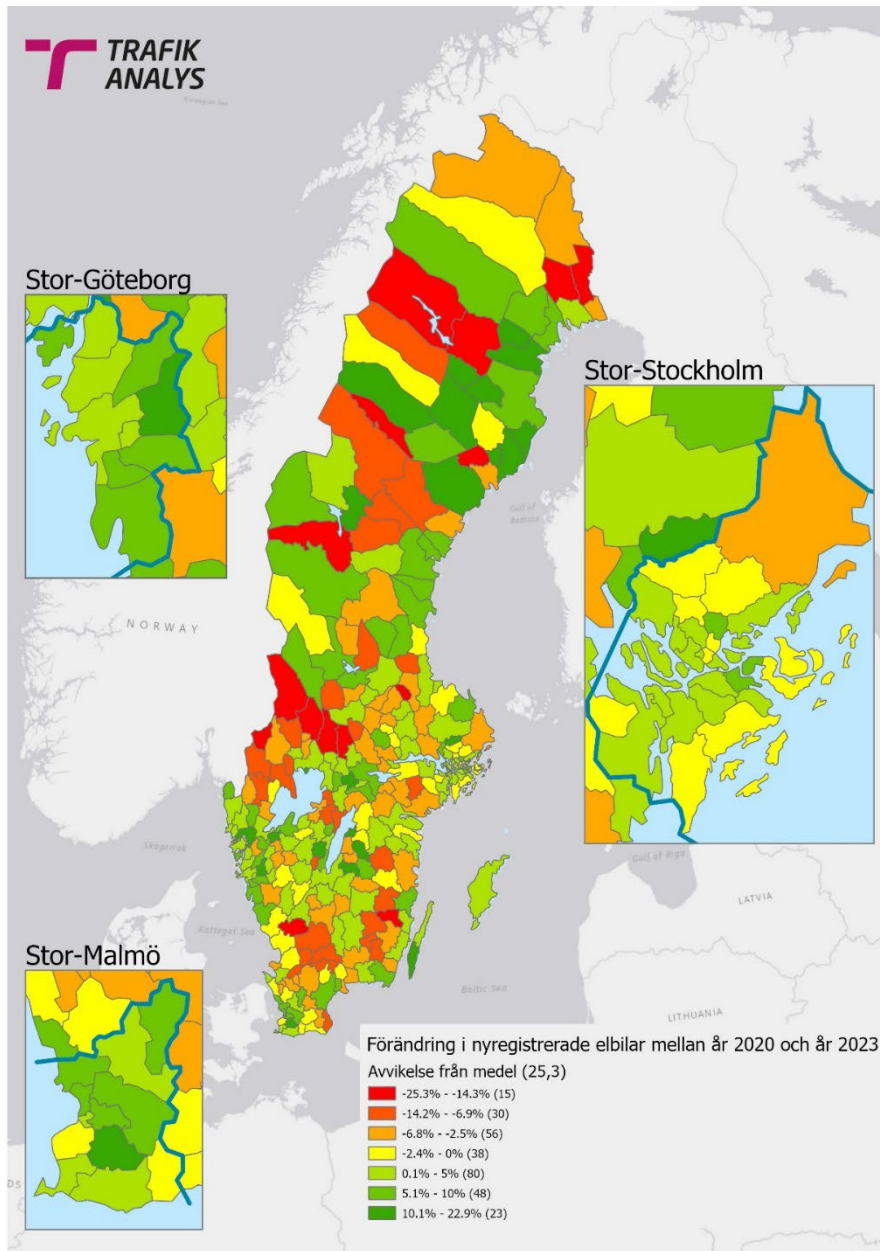 TRAFIK
ANALYS
Norwegian Sea
Stor-Göteborg
Stor-Stockholm
Gulf of
Bothnia
NORWAY
Skagerrak
Gulf of Riga
LATVIA
Kattegat Sea
Stor-Malmö
Baltic Sea
LITHUANIA
Förändring i nyregistrerade elbilar mellan år 2020 och år 2023
Avvikelse från medel (25,3)
-25.3% - -14.3% (15)
-14.2% - -6.9% (30)
-6.8% - -2.5% (56)
-2.4% - 0% (38)
0.1% - 5% (80)
5.1% - 10% (48)
10.1% - 22.9% (23)